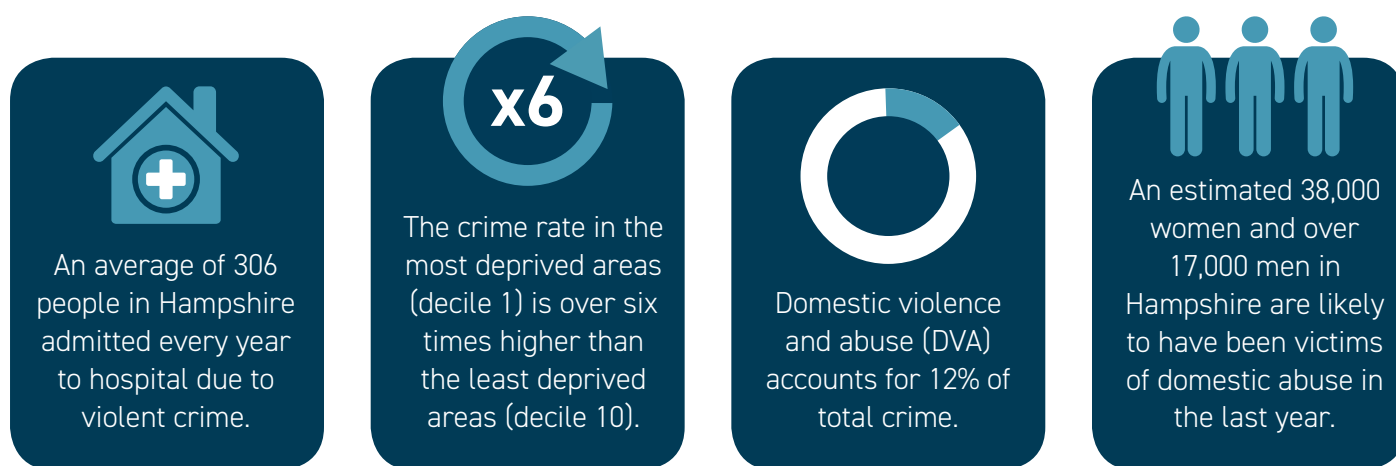 An average of 306
people in Hampshire
admitted every year
to hospital due to
violent crime.
x6
The crime rate in the
most deprived areas
(decile 1) is over six
times higher than
the least deprived
areas (decile 10).
Domestic violence
and abuse (DVA)
accounts for 12% of
total crime.
An estimated 38,000
women and over
17,000 men in
Hampshire are likely
to have been victims
of domestic abuse in
the last year.